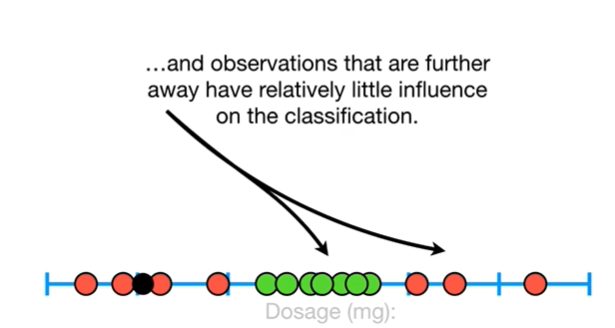 …and observations that are further
away have relatively little influence
on the classification.
Dosage (mg):